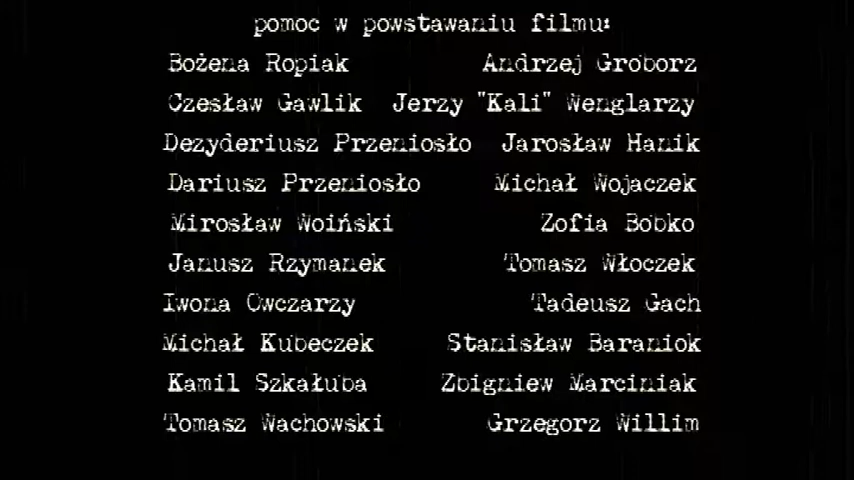 pomoc w powstawaniu filmu:
Bożena Ropiak Andrzej Groborz
Czesław Gawlik Jerzy "Kali" Wenglarzy
Dezyderiusz Przeniosło Jarosław Hanik
Dariusz Przeniosło Michał Wojaczek
Mirosław Woiński Zofia Bobko
Janusz Rzymanek Tomasz Włoczek
Iwona Owczarzy Tadeusz Gach
Michał Kubeczek Stanisław Baraniok
Kamil Szkałuba Zbigniew Marciniak
Tomasz Wachowski Grzegorz Willim